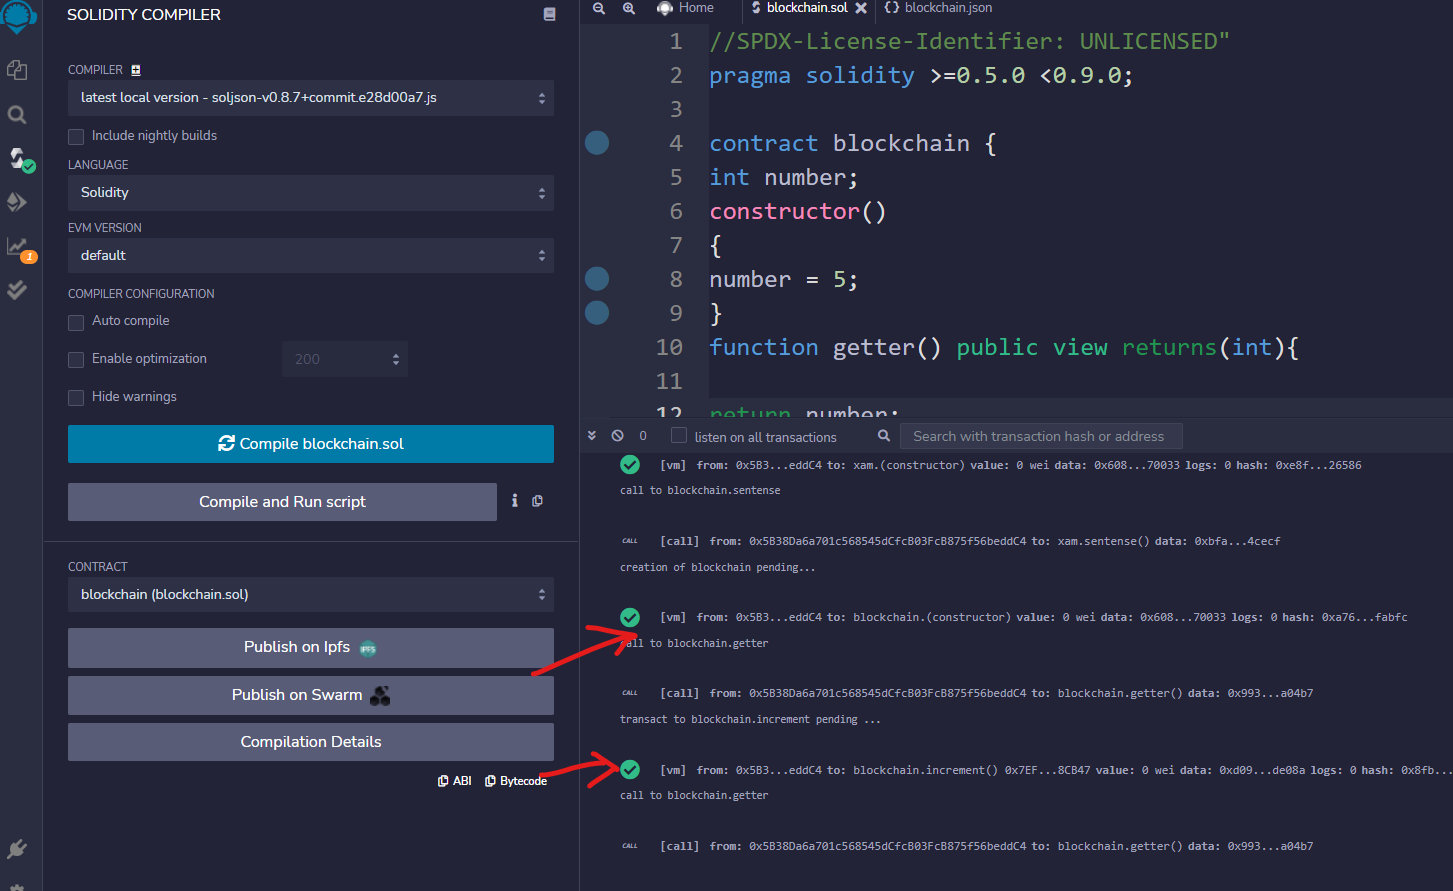 SOLIDITY COMPILER
COMPILER
latest local version - soljson-v0.8.7+commit.e28d00a7.js
Include nightly builds
LANGUAGE
Solidity
EVM VERSION
default
COMPILER CONFIGURATION
Auto compile
Enable optimization
200
Hide warnings
Compile blockchain.sol
Compile and Run script
CONTRACT
blockchain (blockchain.sol)
Publish on Ipfs
IPFS
Publish on Swarm
Compilation Details
ABI
Bytecode
1
Home
blockchain.sol
{} blockchain.json
1 //SPDX-License-Identifier: UNLICENSED"
2 pragma solidity >=0.5.0 <0.9.0;
3
4 contract blockchain {
5 int number;
6 constructor()
7 {
8 number = 5;
9 }
10 function getter() public view returns(int){
11
12 return number;
0
listen on all transactions
Search with transaction hash or address
[vm] from: 0x5B3...eddC4 to: xam.(constructor) value: 0 wei data: 0x608...70033 logs: 0 hash: 0xe8f...26586
call to blockchain.sentense
CALL [call] from: 0x5B38Da6a701c568545dCfcB03FcB875f56beddC4 to: xam.sentense() data: 0xbfa...4cecf
creation of blockchain pending...
[vm] from: 0x5B3...eddC4 to: blockchain.(constructor) value: 0 wei data: 0x608...70033 logs: 0 hash: 0xa76...fabfc
call to blockchain.getter
CALL [call] from: 0x5B38Da6a701c568545dCfcB03FcB875f56beddC4 to: blockchain.getter() data: 0x993...a04b7
transact to blockchain.increment pending ...
[vm] from: 0x5B3...eddC4 to: blockchain.increment() 0x7EF...8CB47 value: 0 wei data: 0xd09...de08a logs: 0 hash: 0x8fb...
call to blockchain.getter
CALL [call] from: 0x5B38Da6a701c568545dCfcB03FcB875f56beddC4 to: blockchain.getter() data: 0x993...a04b7